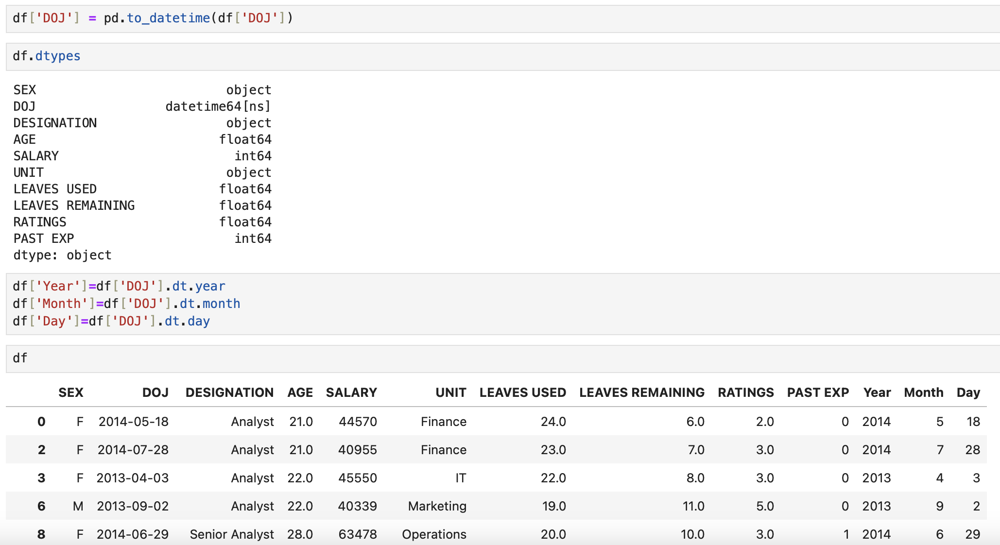 df['DOJ'] = pd.to_datetime(df['DOJ'])
df.dtypes
SEX object
DOJ datetime64[ns]
DESIGNATION object
AGE float64
SALARY int64
UNIT object
LEAVES USED float64
LEAVES REMAINING float64
RATINGS float64
PAST EXP int64
dtype: object
df['Year']=df['DOJ'].dt.year
df['Month']=df['DOJ'].dt.month
df['Day']=df['DOJ'].dt.day
df
SEX DOJ DESIGNATION AGE SALARY UNIT LEAVES USED LEAVES REMAINING RATINGS PAST EXP Year Month Day
0 F 2014-05-18 Analyst 21.0 44570 Finance 24.0 6.0 2.0 0 2014 5 18
2 F 2014-07-28 Analyst 21.0 40955 Finance 23.0 7.0 3.0 0 2014 7 28
3 F 2013-04-03 Analyst 22.0 45550 IT 22.0 8.0 3.0 0 2013 4 3
6 M 2013-09-02 Analyst 22.0 40339 Marketing 19.0 11.0 5.0 0 2013 9 2
8 F 2014-06-29 Senior Analyst 28.0 63478 Operations 20.0 10.0 3.0 1 2014 6 29